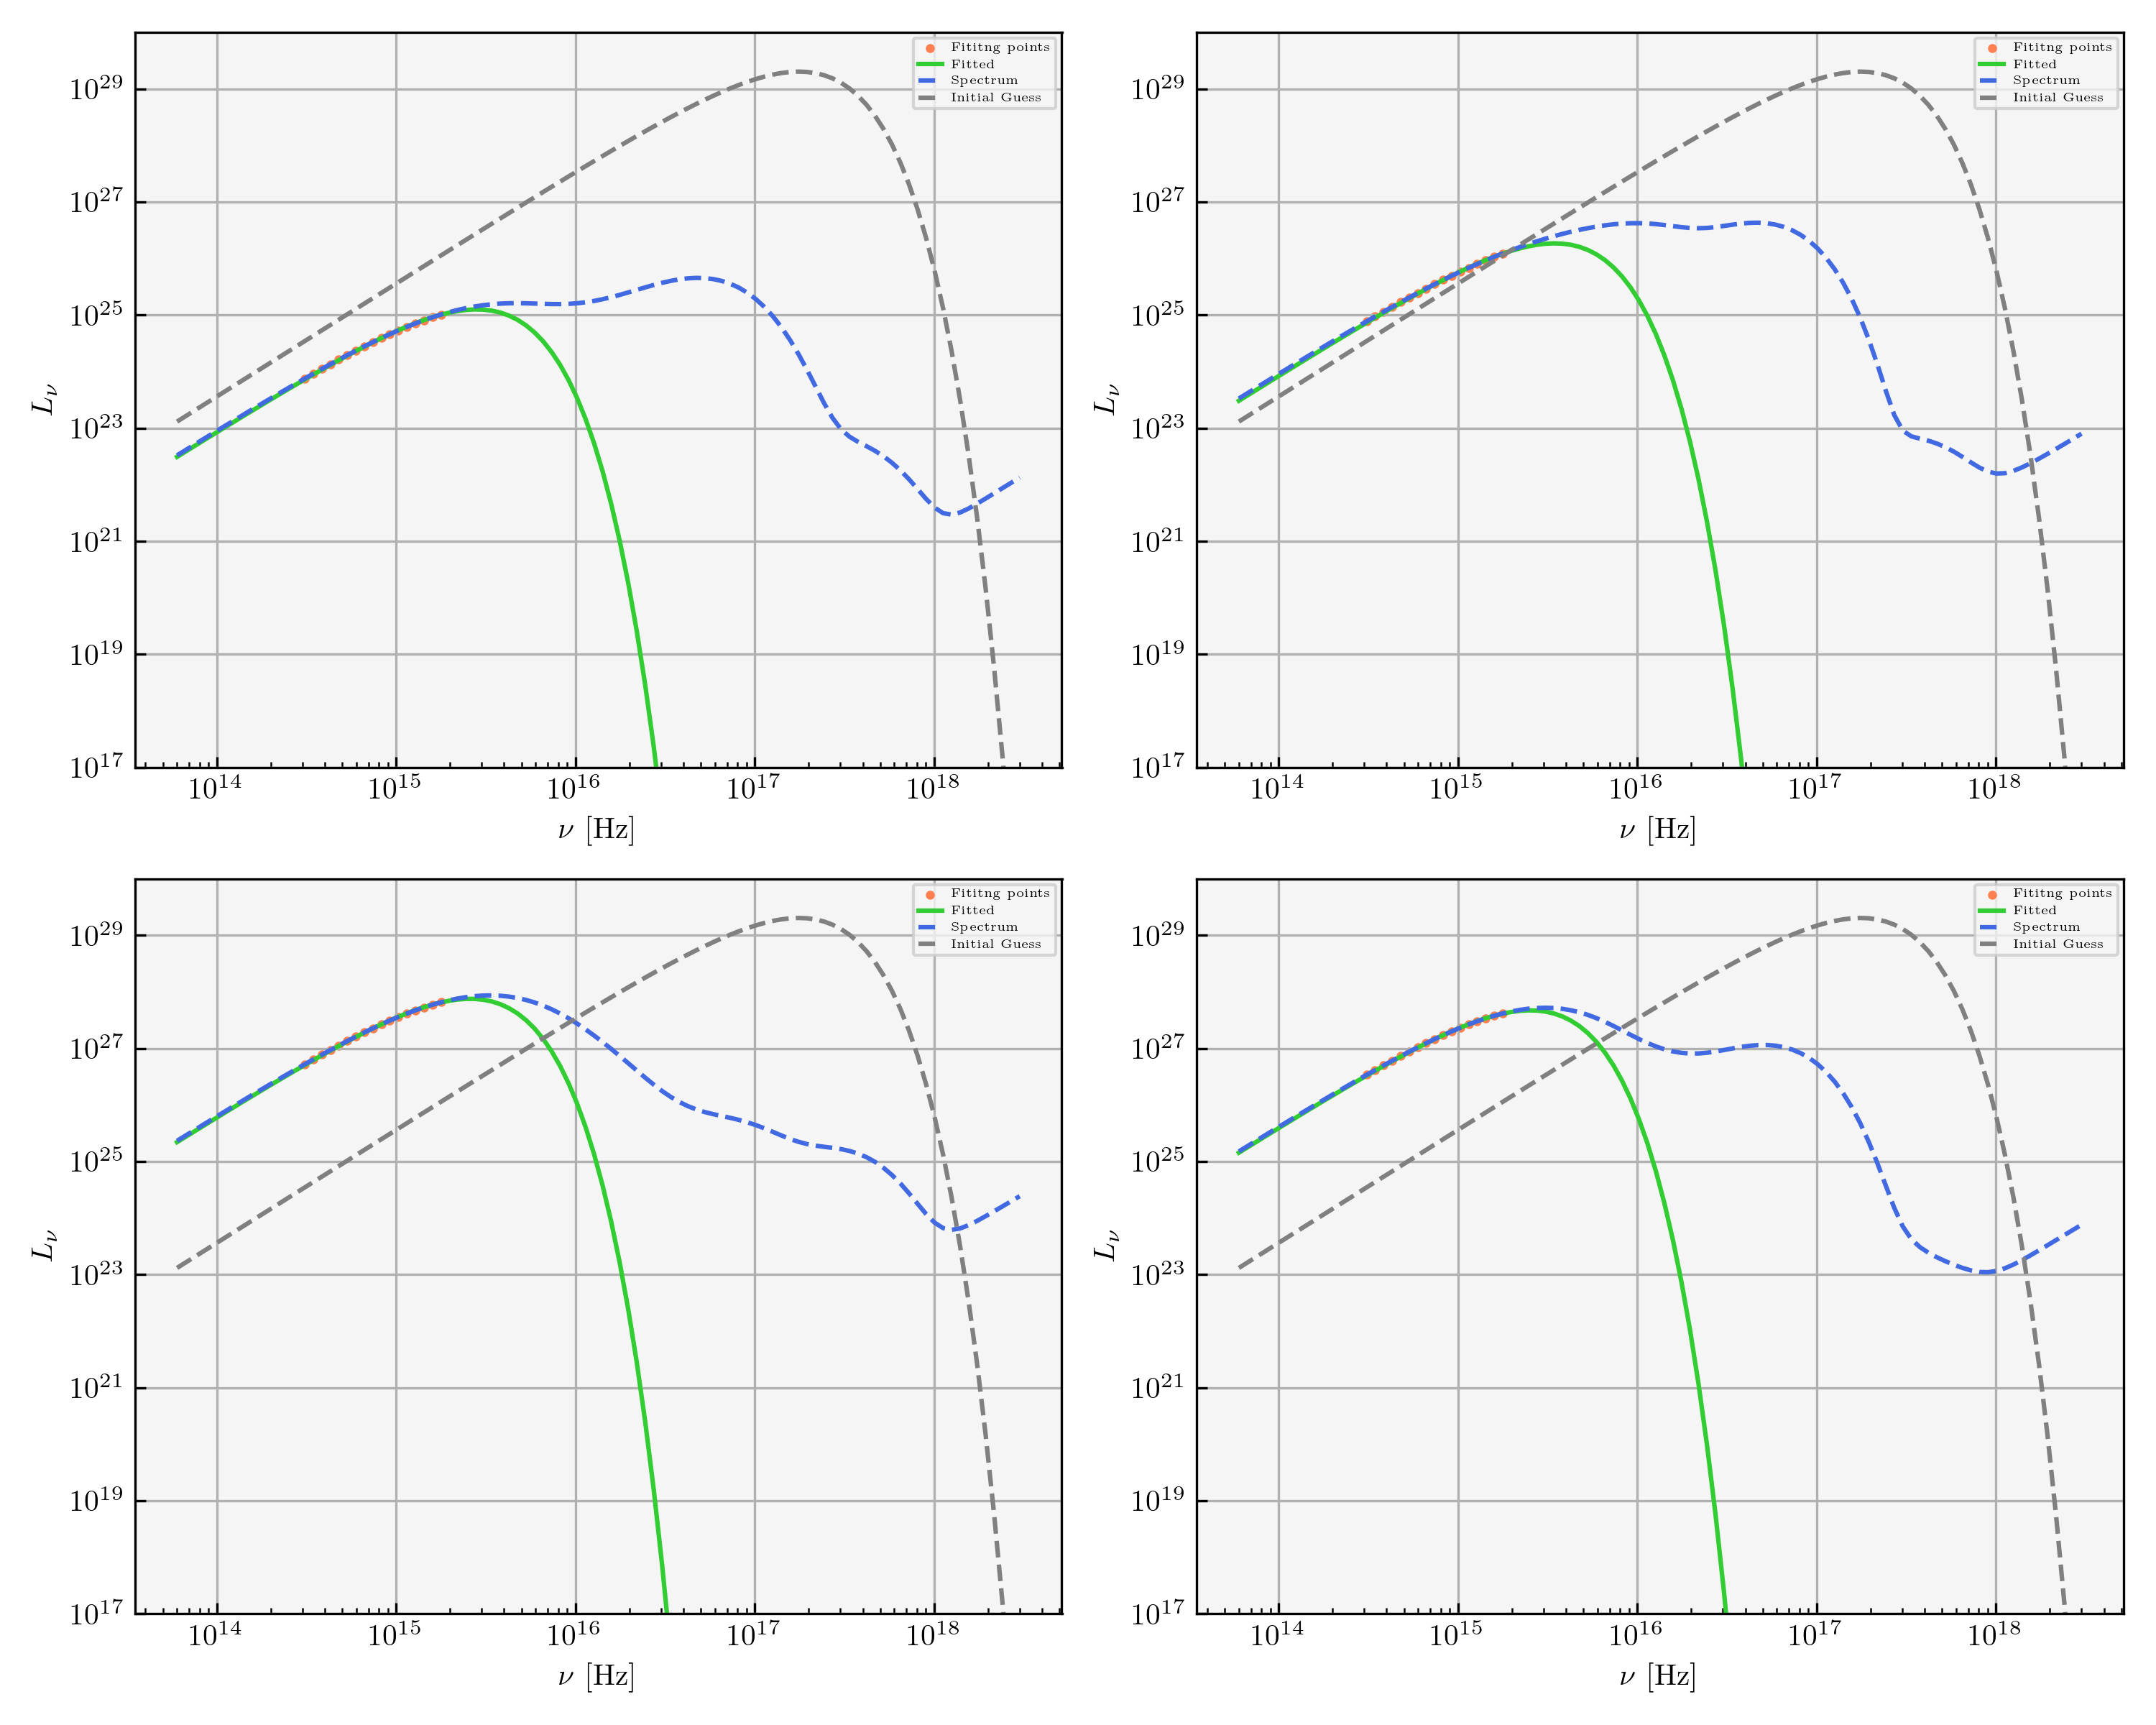 Fititng points
Fitted
Spectrum
Initial Guess
10^29
10^27
10^25
10^23
10^21
10^19
10^17
L_ν
10^14 10^15 10^16 10^17 10^18
ν [Hz]
Fititng points
Fitted
Spectrum
Initial Guess
10^29
10^27
10^25
10^23
10^21
10^19
10^17
L_ν
10^14 10^15 10^16 10^17 10^18
ν [Hz]
Fititng points
Fitted
Spectrum
Initial Guess
10^29
10^27
10^25
10^23
10^21
10^19
10^17
L_ν
10^14 10^15 10^16 10^17 10^18
ν [Hz]
Fititng points
Fitted
Spectrum
Initial Guess
10^29
10^27
10^25
10^23
10^21
10^19
10^17
L_ν
10^14 10^15 10^16 10^17 10^18
ν [Hz]